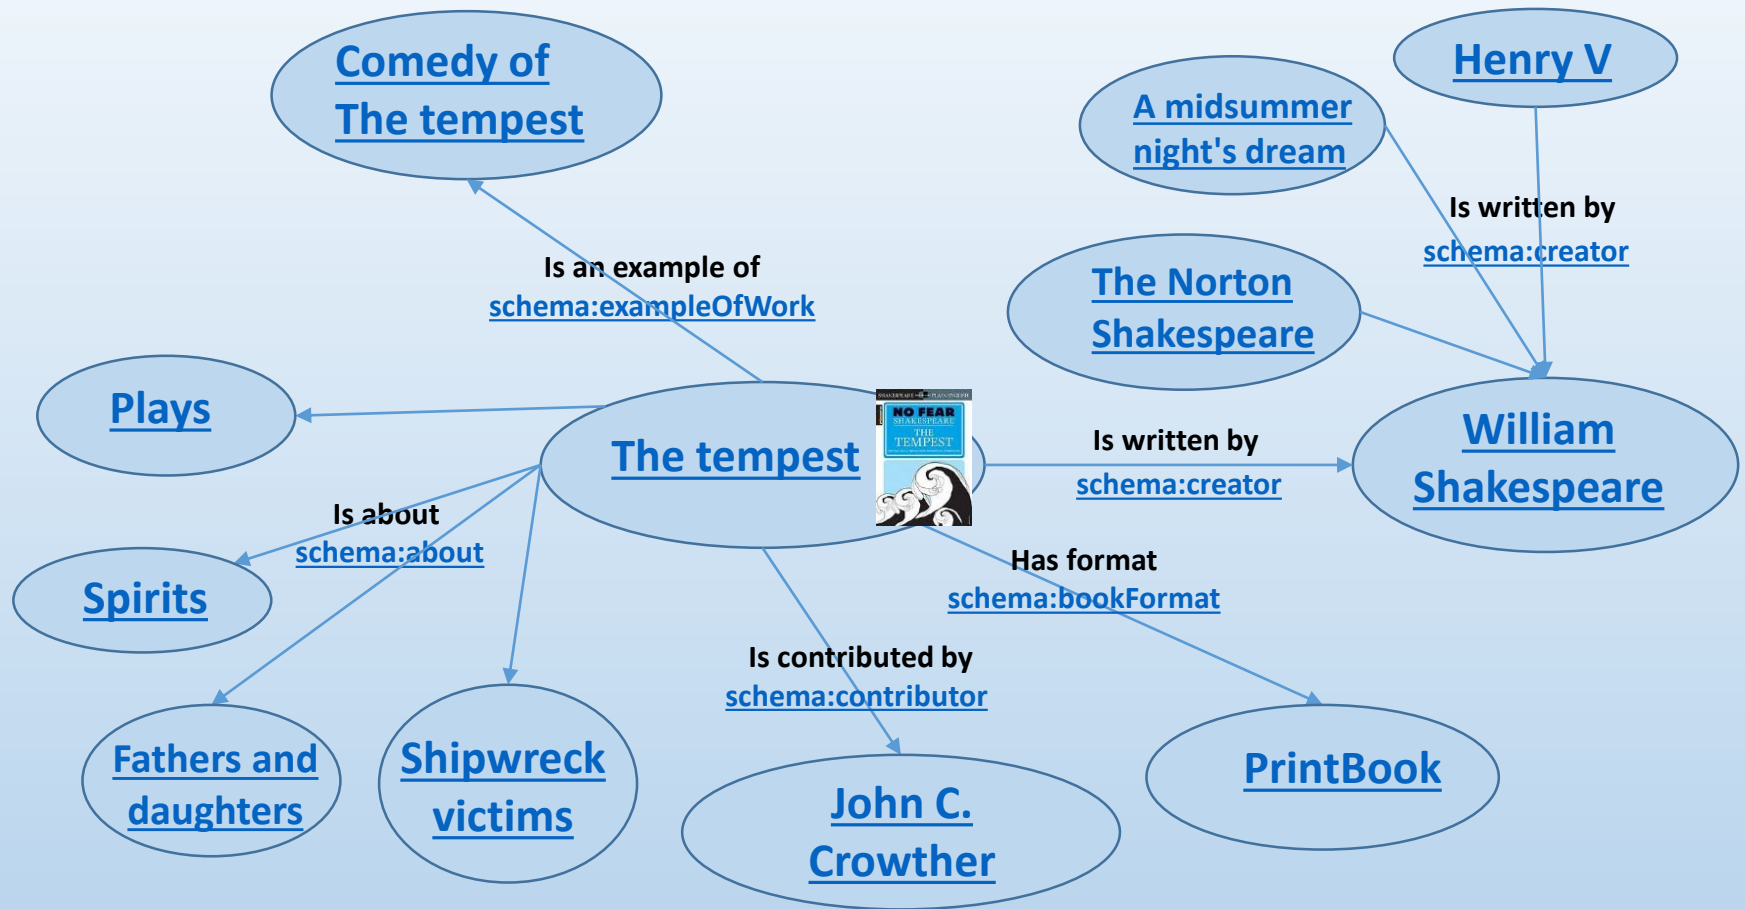 Comedy of
The tempest
Henry V
A midsummer
night's dream
Is written by
schema:creator
Is an example of
schema:exampleOfWork
The Norton
Shakespeare
Plays
The tempest
NO FEAR
SHAKESPEARE
THE
TEMPEST
Is written by
schema:creator
William
Shakespeare
Is about
schema:about
Spirits
Has format
schema:bookFormat
Is contributed by
schema:contributor
Fathers and
daughters
Shipwreck
victims
John C.
Crowther
PrintBook